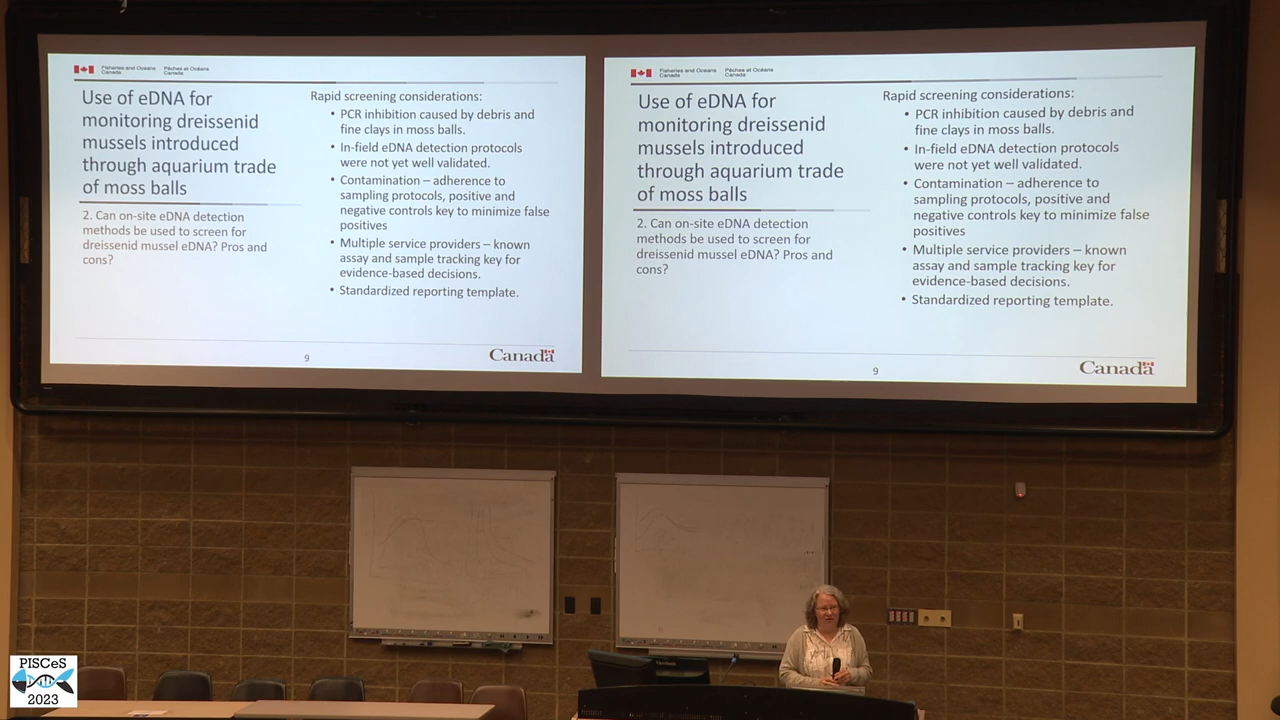 Fisheries and Oceans Pêches et Océans
Canada Canada
Use of eDNA for
monitoring dreissenid
mussels introduced
through aquarium trade
of moss balls
2. Can on-site eDNA detection
methods be used to screen for
dreissenid mussel eDNA? Pros and
cons?
Rapid screening considerations:
• PCR inhibition caused by debris and
fine clays in moss balls.
• In-field eDNA detection protocols
were not yet well validated.
• Contamination – adherence to
sampling protocols, positive and
negative controls key to minimize false
positives
• Multiple service providers – known
assay and sample tracking key for
evidence-based decisions.
• Standardized reporting template.
9
Canada
Fisheries and Oceans Pêches et Océans
Canada Canada
Use of eDNA for
monitoring dreissenid
mussels introduced
through aquarium trade
of moss balls
2. Can on-site eDNA detection
methods be used to screen for
dreissenid mussel eDNA? Pros and
cons?
Rapid screening considerations:
• PCR inhibition caused by debris and
fine clays in moss balls.
• In-field eDNA detection protocols
were not yet well validated.
• Contamination – adherence to
sampling protocols, positive and
negative controls key to minimize false
positives
• Multiple service providers – known
assay and sample tracking key for
evidence-based decisions.
• Standardized reporting template.
9
Canada
PISCeS
2023